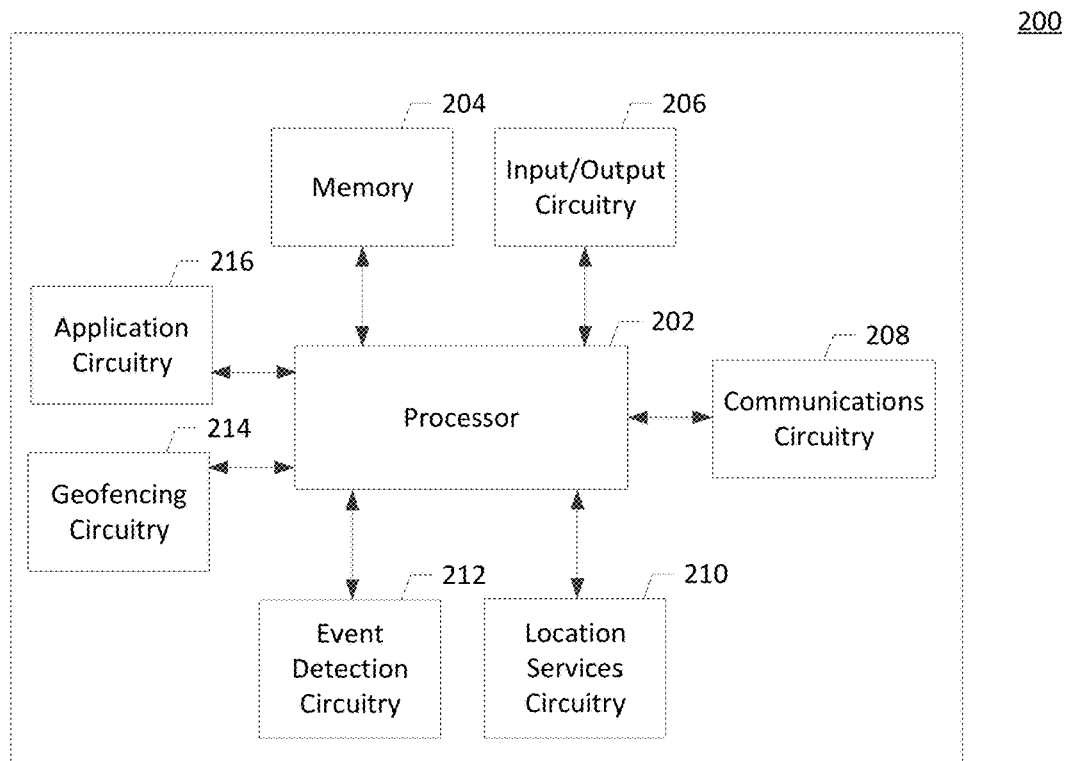 200
204
Memory
206
Input/Output
Circuitry
216
Application
Circuitry
202
Processor
208
Communications
Circuitry
214
Geofencing
Circuitry
212
Event
Detection
Circuitry
210
Location
Services
Circuitry